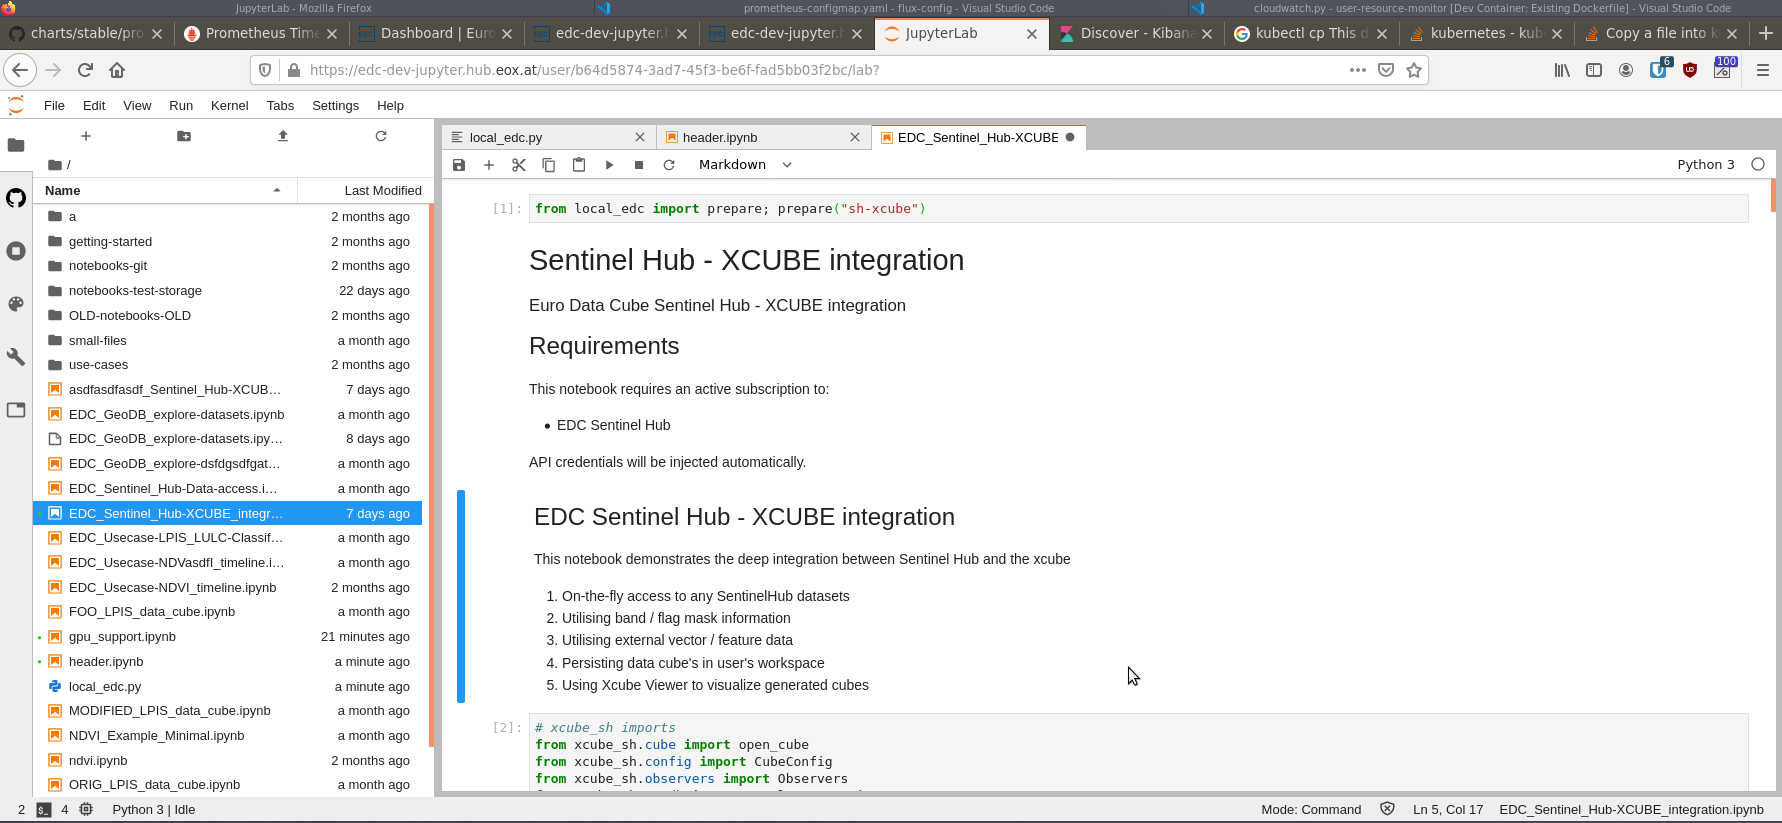 JupyterLab - Mozilla Firefox
prometheus-configmap.yaml - flux-config - Visual Studio Code
cloudwatch.py - user-resource-monitor [Dev Container: Existing Dockerfile] - Visual Studio Code
charts/stable/pro
Prometheus Time
Dashboard | Euro
edc-dev-jupyter.h
edc-dev-jupyter.h
JupyterLab
Discover - Kiban
kubectl cp This d
kubernetes - kub
Copy a file into k
https://edc-dev-jupyter.hub.eox.at/user/b64d5874-3ad7-45f3-be6f-fad5bb03f2bc/lab?
6
100
File Edit View Run Kernel Tabs Settings Help
/
Name Last Modified
a 2 months ago
getting-started 2 months ago
notebooks-git 2 months ago
notebooks-test-storage 22 days ago
OLD-notebooks-OLD 2 months ago
small-files a month ago
use-cases 2 months ago
asdfasdfasdf_Sentinel_Hub-XCUB… 7 days ago
EDC_GeoDB_explore-datasets.ipynb a month ago
EDC_GeoDB_explore-datasets.ipy… 8 days ago
EDC_GeoDB_explore-dsfdgsdfgat… a month ago
EDC_Sentinel_Hub-Data-access.i… a month ago
EDC_Sentinel_Hub-XCUBE_integr… 7 days ago
EDC_Usecase-LPIS_LULC-Classif… a month ago
EDC_Usecase-NDVasdfI_timeline.i… a month ago
EDC_Usecase-NDVI_timeline.ipynb 2 months ago
FOO_LPIS_data_cube.ipynb a month ago
gpu_support.ipynb 21 minutes ago
header.ipynb a minute ago
local_edc.py a minute ago
MODIFIED_LPIS_data_cube.ipynb a month ago
NDVI_Example_Minimal.ipynb a month ago
ndvi.ipynb 2 months ago
ORIG_LPIS_data_cube.ipynb a month ago
local_edc.py
header.ipynb
EDC_Sentinel_Hub-XCUBE
Markdown
Python 3
[1]: from local_edc import prepare; prepare("sh-xcube")
Sentinel Hub - XCUBE integration
Euro Data Cube Sentinel Hub - XCUBE integration
Requirements
This notebook requires an active subscription to:
• EDC Sentinel Hub
API credentials will be injected automatically.
EDC Sentinel Hub - XCUBE integration
This notebook demonstrates the deep integration between Sentinel Hub and the xcube
1. On-the-fly access to any SentinelHub datasets
2. Utilising band / flag mask information
3. Utilising external vector / feature data
4. Persisting data cube's in user's workspace
5. Using Xcube Viewer to visualize generated cubes
[2]: # xcube_sh imports
from xcube_sh.cube import open_cube
from xcube_sh.config import CubeConfig
from xcube_sh.observers import Observers
2 4 Python 3 | Idle
Mode: Command Ln 5, Col 17 EDC_Sentinel_Hub-XCUBE_integration.ipynb